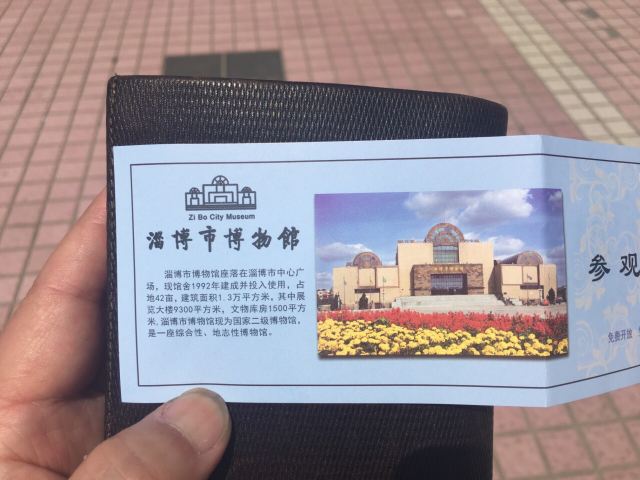 Zi Bo City Museum
淄博市博物館
淄博市博物馆座落在淄博市中心广
场，现馆舍1992年建成并投入使用，占
地42亩，建筑面积1.3万平方米，其中展
览大楼9300平方米，文物库房1500平方
米，淄博市博物馆现为国家二级博物馆，
是一座综合性、地志性博物馆。
参观
免费开放